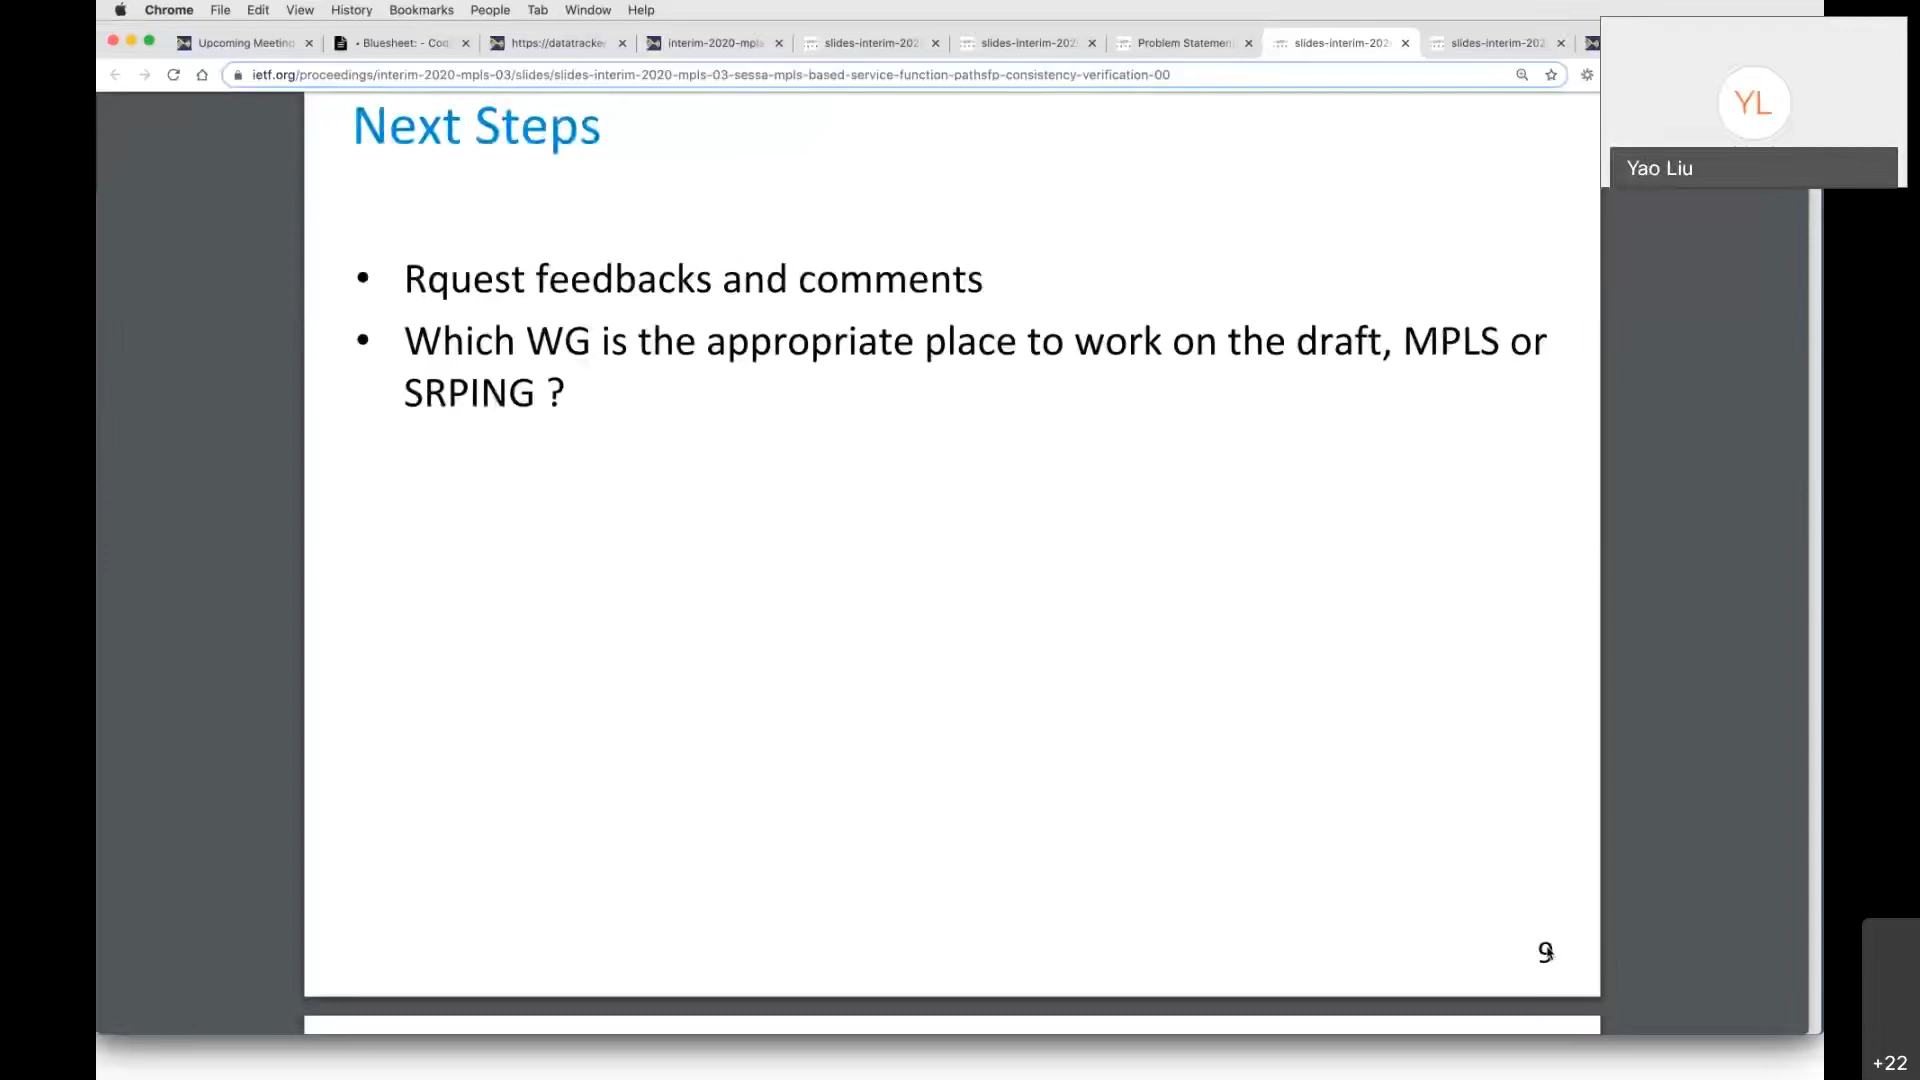 Chrome File Edit View History Bookmarks People Tab Window Help
Upcoming Meeting • Bluesheet: - Cod https://datatracke interim-2020-mpls slides-interim-202 slides-interim-202 Problem Statemen slides-interim-202 slides-interim-202
ietf.org/proceedings/interim-2020-mpls-03/slides/slides-interim-2020-mpls-03-sessa-mpls-based-service-function-pathsfp-consistency-verification-00
YL
Yao Liu
Next Steps
• Rquest feedbacks and comments
• Which WG is the appropriate place to work on the draft, MPLS or
SRPING ?
9
+22